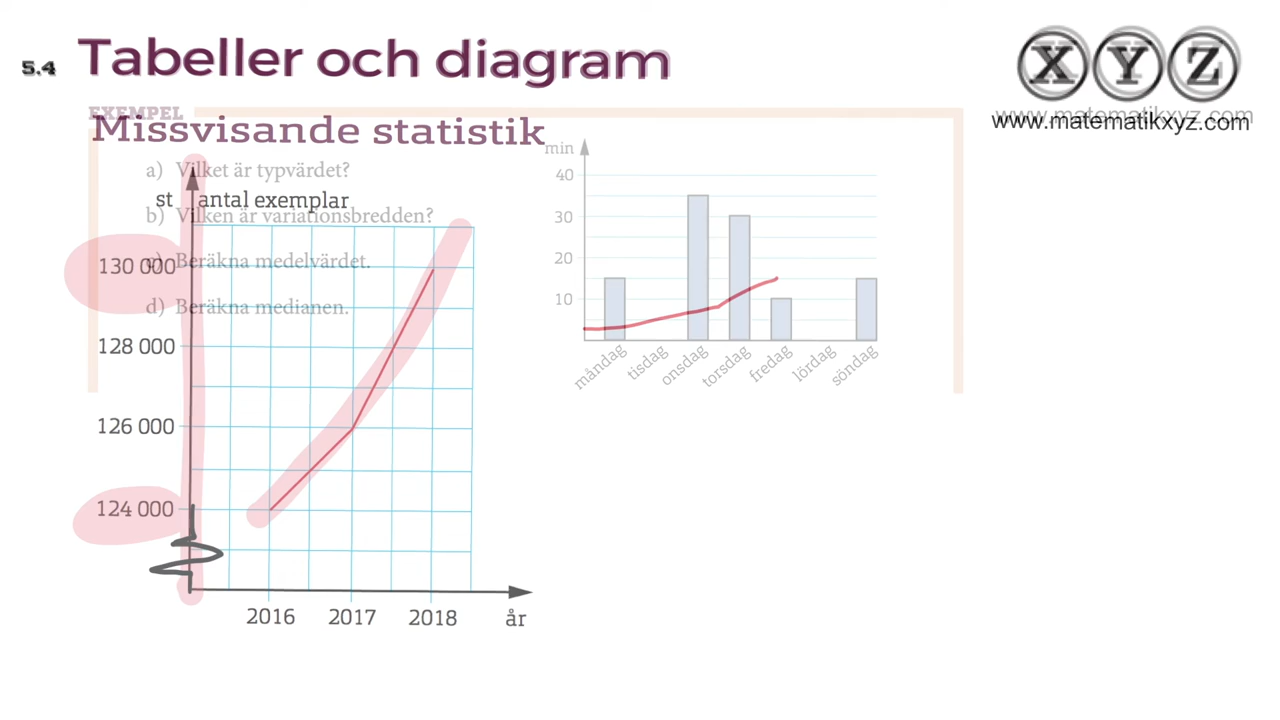 5.4 Tabeller och diagram
X Y Z
www.matematikxyz.com
EXEMPEL
Missvisande statistik
a) Vilket är typvärdet?
b) Vilken är variationsbredden?
c) Beräkna medelvärdet.
d) Beräkna medianen.
st antal exemplar
130 000
128 000
126 000
124 000
2016 2017 2018 år
min
40
30
20
10
måndag tisdag onsdag torsdag fredag lördag söndag